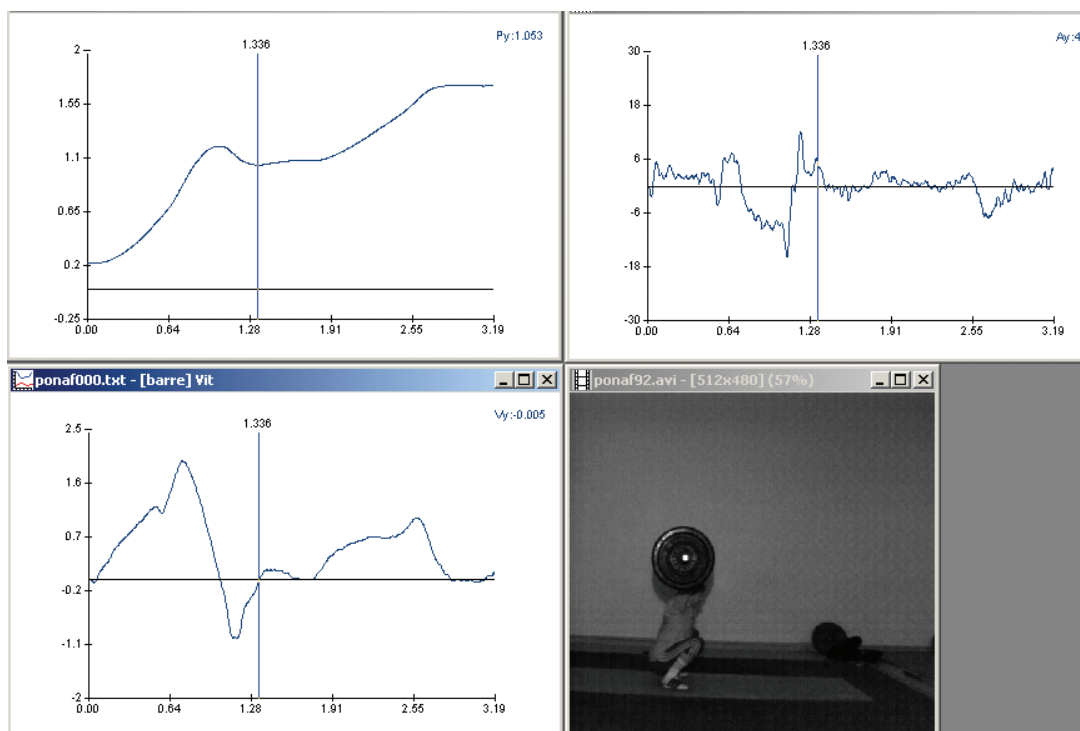 Py:1.053
1.336
2
1.55
1.1
0.65
0.2
-0.25
0.00 0.64 1.28 1.91 2.55 3.19
Ay:4
1.336
30
18
6
-6
-18
-30
0.00 0.64 1.28 1.91 2.55 3.19
ponaf000.txt - [barre] Vit
Vy:-0.005
1.336
2.5
1.6
0.7
-0.2
-1.1
-2
0.00 0.64 1.28 1.91 2.55 3.19
ponaf92.avi - [512x480] (57%)